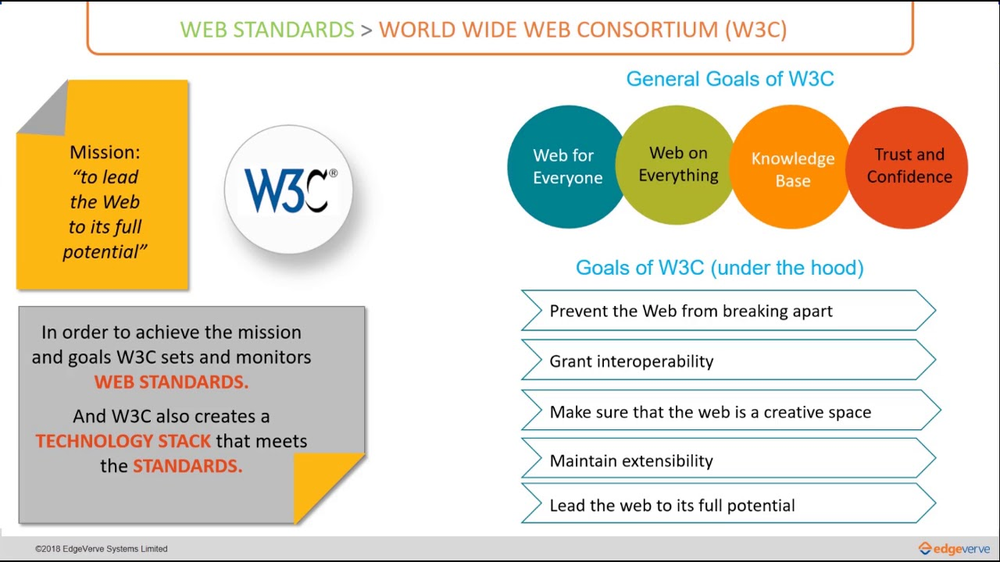 WEB STANDARDS > WORLD WIDE WEB CONSORTIUM (W3C)
Mission:
“to lead
the Web
to its full
potential”
W3C®
In order to achieve the mission
and goals W3C sets and monitors
WEB STANDARDS.
And W3C also creates a
TECHNOLOGY STACK that meets
the STANDARDS.
General Goals of W3C
Web for
Everyone
Web on
Everything
Knowledge
Base
Trust and
Confidence
Goals of W3C (under the hood)
Prevent the Web from breaking apart
Grant interoperability
Make sure that the web is a creative space
Maintain extensibility
Lead the web to its full potential
©2018 EdgeVerve Systems Limited
edgeverve